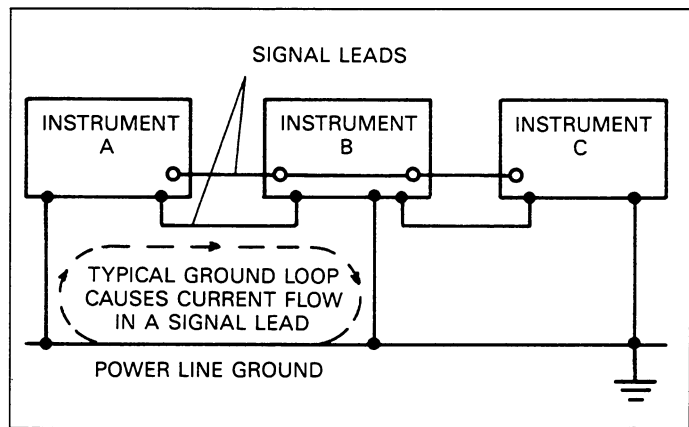 SIGNAL LEADS
INSTRUMENT
A
INSTRUMENT
B
INSTRUMENT
C
TYPICAL GROUND LOOP
CAUSES CURRENT FLOW
IN A SIGNAL LEAD
POWER LINE GROUND